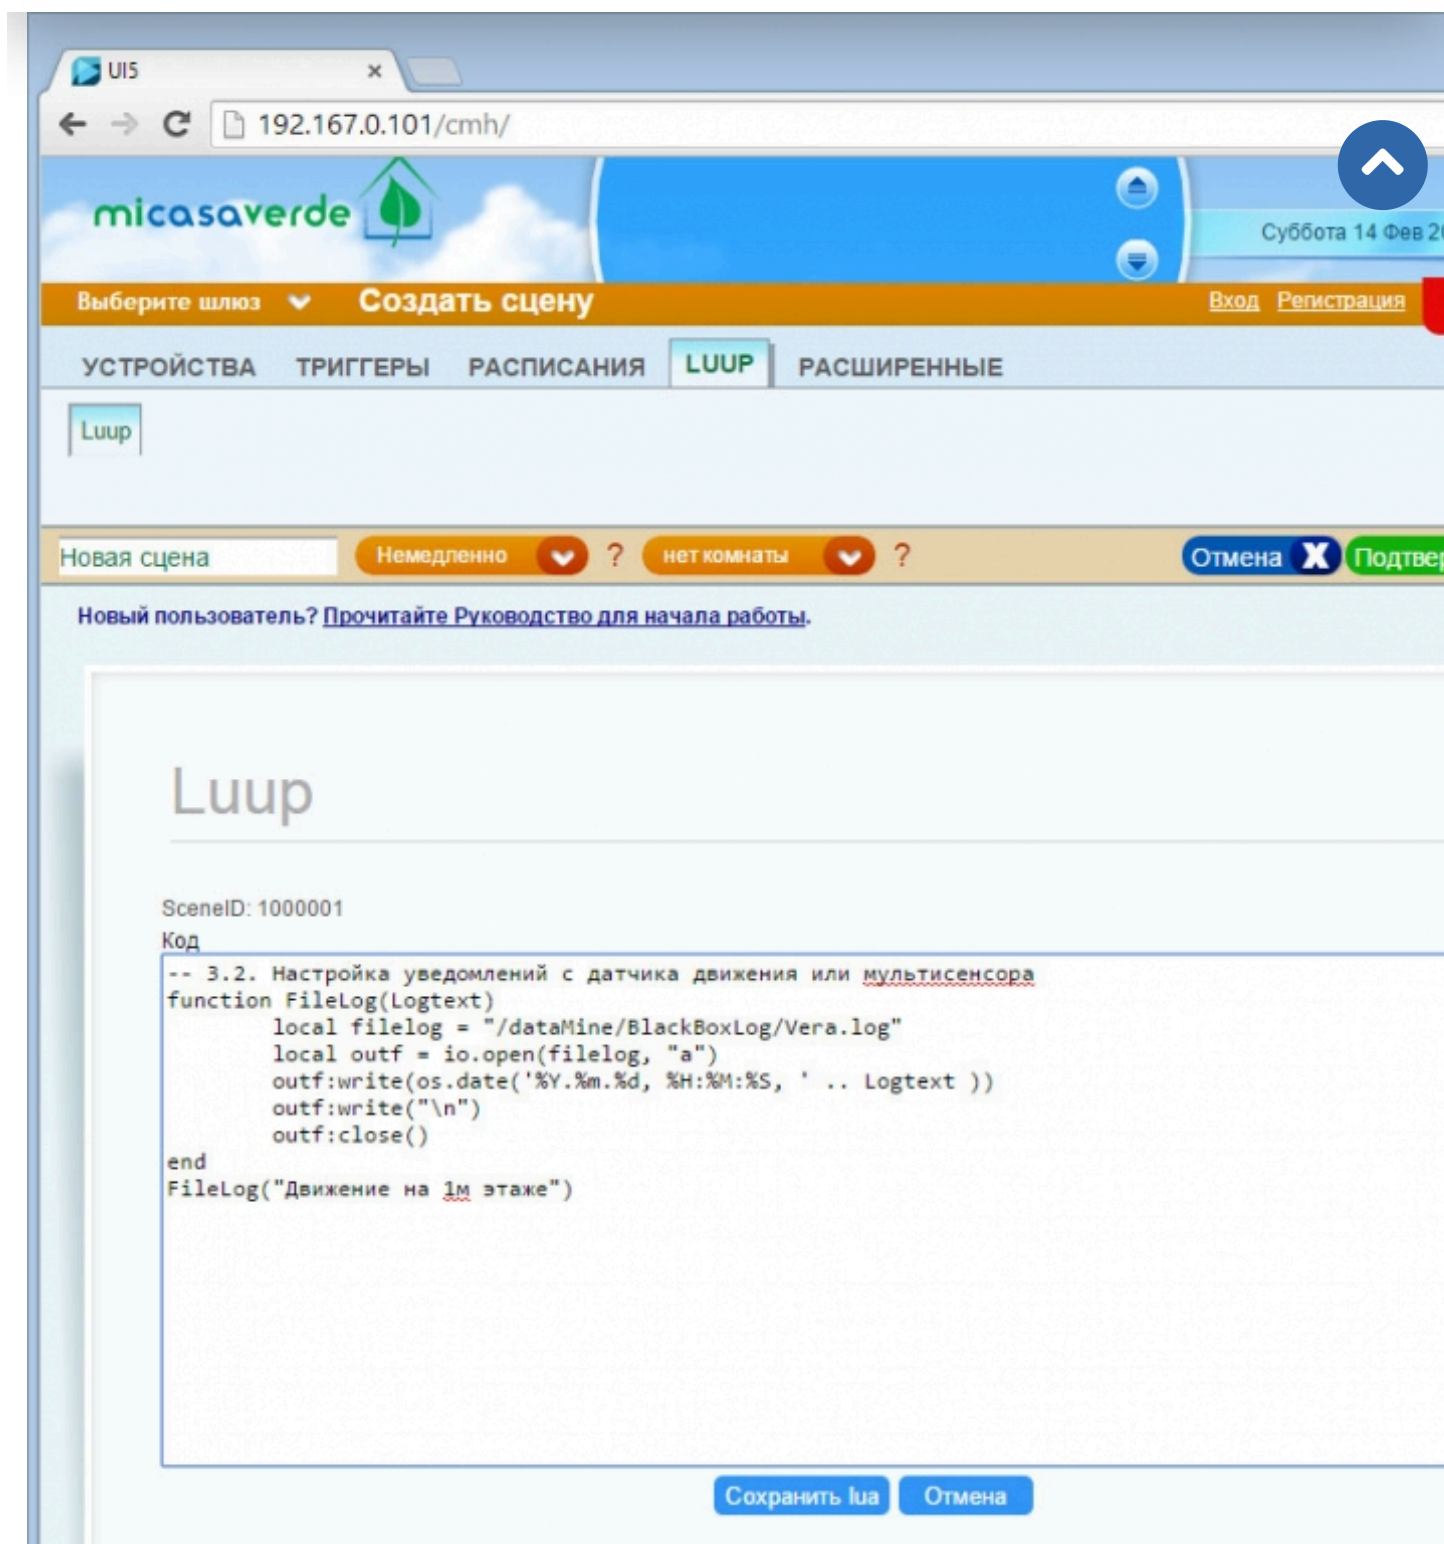 UI5
192.167.0.101/cmh/
micasaverde
Суббота 14 Фев 20
Выберите шлюз Создать сцену Вход Регистрация
УСТРОЙСТВА ТРИГГЕРЫ РАСПИСАНИЯ LUUP РАСШИРЕННЫЕ
Luup
Новая сцена Немедленно ? нет комнаты ? Отмена X Подтвер
Новый пользователь? Прочитайте Руководство для начала работы.
Luup
SceneID: 1000001
Код
-- 3.2. Настройка уведомлений с датчика движения или мультисенсора
function FileLog(Logtext)
local filelog = "/dataMine/BlackBoxLog/Vera.log"
local outf = io.open(filelog, "a")
outf:write(os.date('%Y.%m.%d, %H:%M:%S, ' .. Logtext ))
outf:write("\n")
outf:close()
end
FileLog("Движение на 1м этаже")
Сохранить lua Отмена